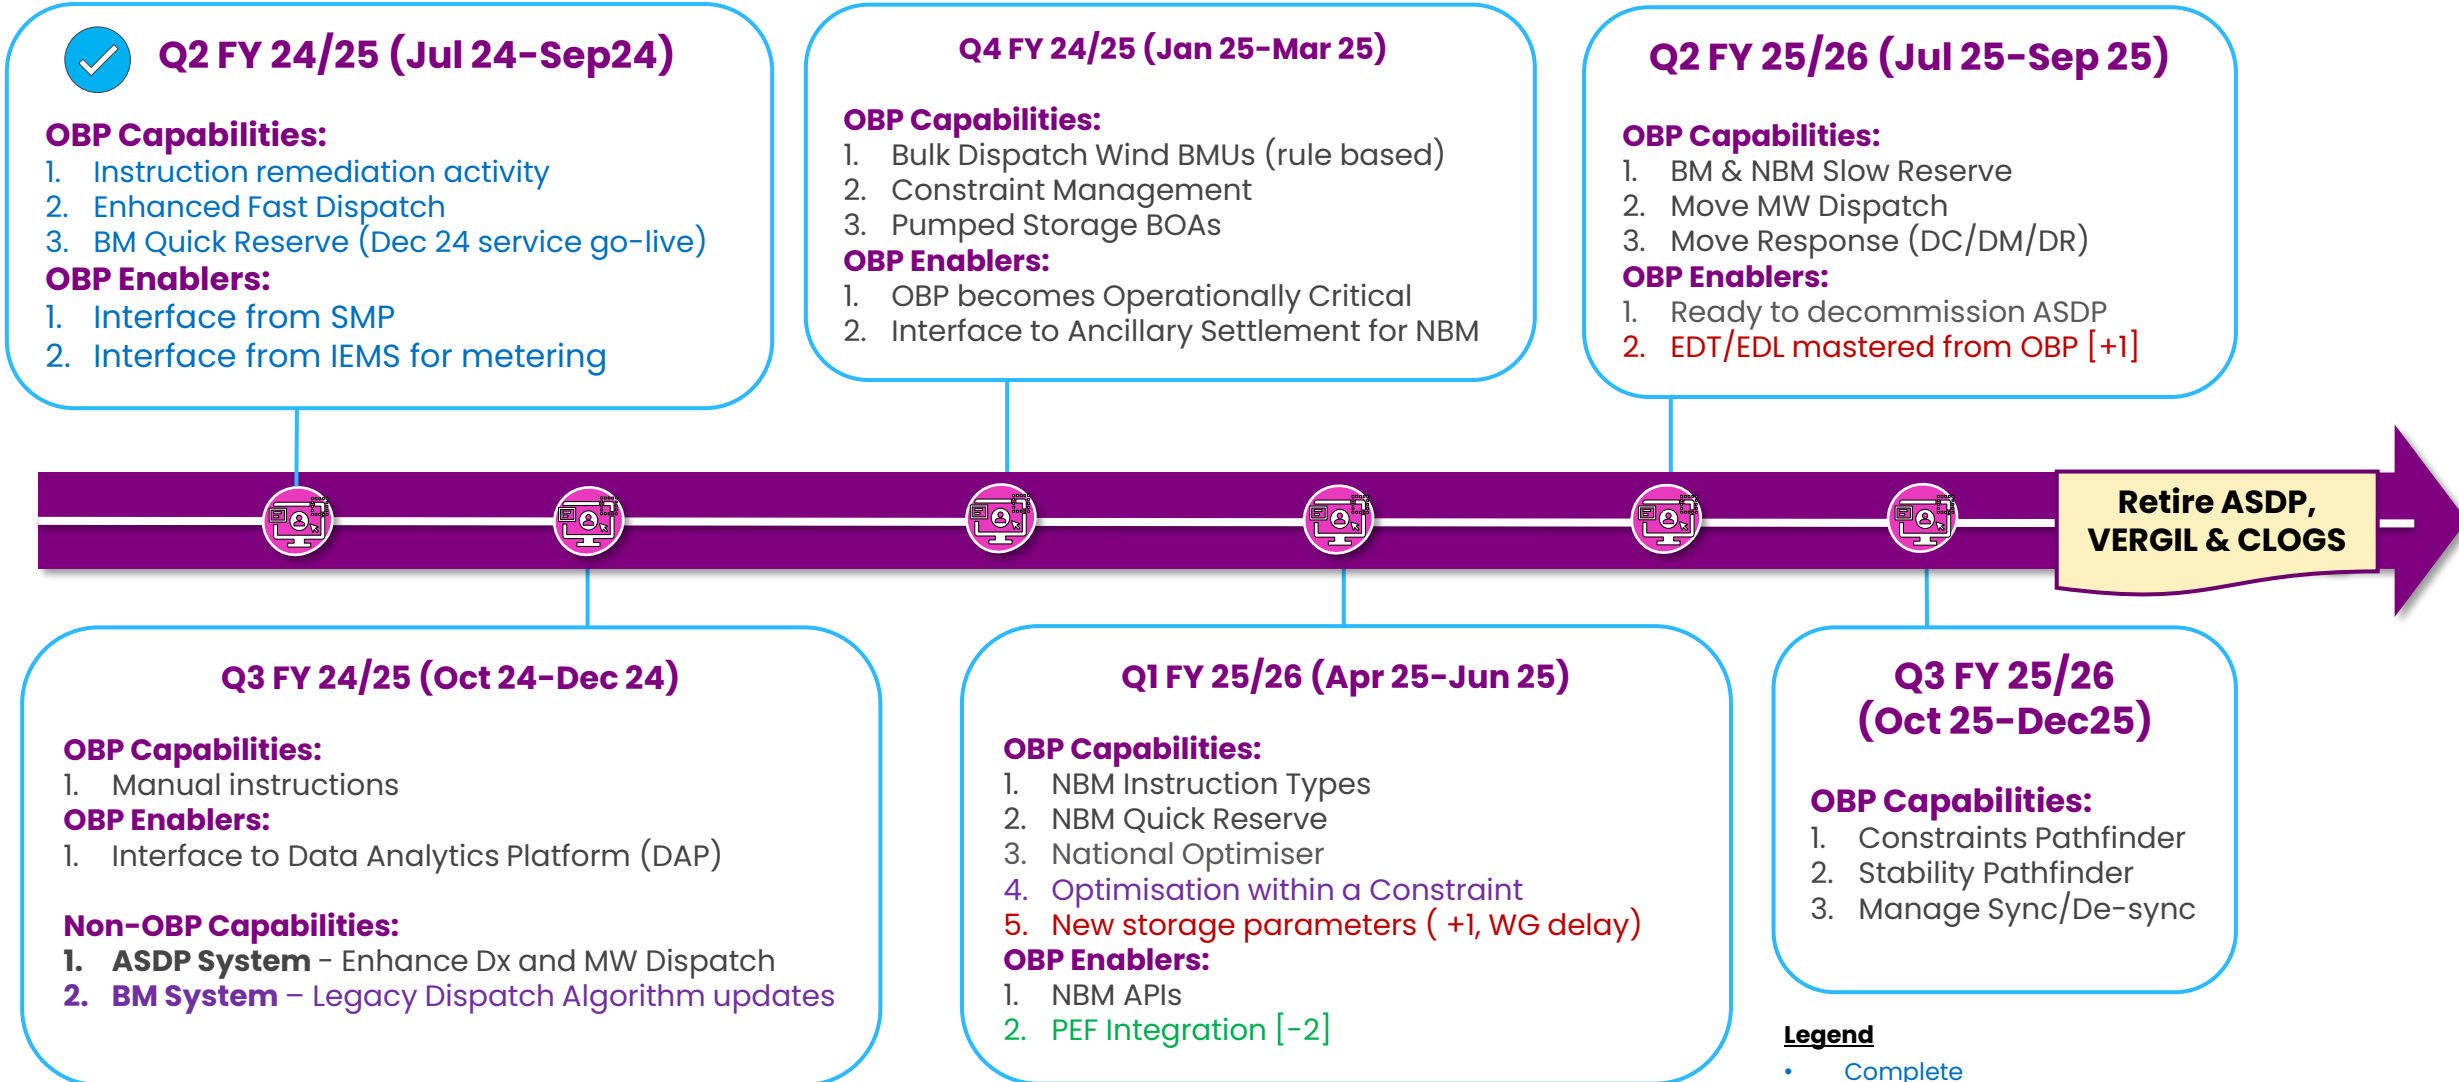 Q2 FY 24/25 (Jul 24-Sep24)
OBP Capabilities:
1. Instruction remediation activity
2. Enhanced Fast Dispatch
3. BM Quick Reserve (Dec 24 service go-live)
OBP Enablers:
1. Interface from SMP
2. Interface from IEMS for metering
Q4 FY 24/25 (Jan 25-Mar 25)
OBP Capabilities:
1. Bulk Dispatch Wind BMUs (rule based)
2. Constraint Management
3. Pumped Storage BOAs
OBP Enablers:
1. OBP becomes Operationally Critical
2. Interface to Ancillary Settlement for NBM
Q2 FY 25/26 (Jul 25-Sep 25)
OBP Capabilities:
1. BM & NBM Slow Reserve
2. Move MW Dispatch
3. Move Response (DC/DM/DR)
OBP Enablers:
1. Ready to decommission ASDP
2. EDT/EDL mastered from OBP [+1]
Retire ASDP,
VERGIL & CLOGS
Q3 FY 24/25 (Oct 24-Dec 24)
OBP Capabilities:
1. Manual instructions
OBP Enablers:
1. Interface to Data Analytics Platform (DAP)
Non-OBP Capabilities:
1. ASDP System - Enhance Dx and MW Dispatch
2. BM System – Legacy Dispatch Algorithm updates
Q1 FY 25/26 (Apr 25-Jun 25)
OBP Capabilities:
1. NBM Instruction Types
2. NBM Quick Reserve
3. National Optimiser
4. Optimisation within a Constraint
5. New storage parameters ( +1, WG delay)
OBP Enablers:
1. NBM APIs
2. PEF Integration [-2]
Q3 FY 25/26
(Oct 25-Dec25)
OBP Capabilities:
1. Constraints Pathfinder
2. Stability Pathfinder
3. Manage Sync/De-sync
Legend
• Complete